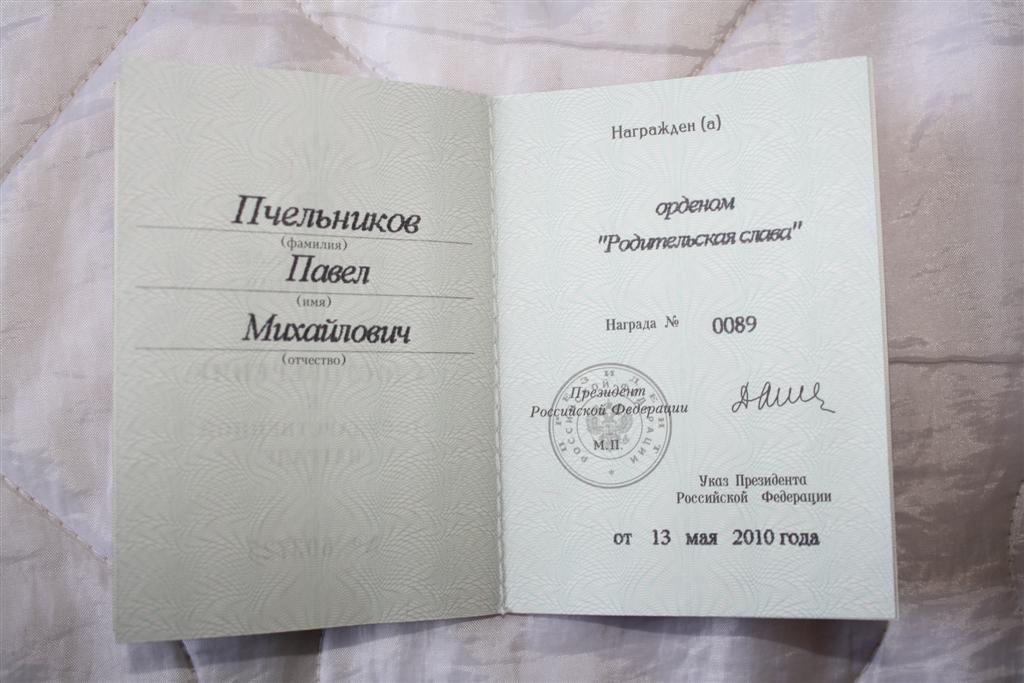 Пчельников
(фамилия)
Павел
(имя)
Михайлович
(отчество)
Награжден (а)
орденом
"Родительская слава"
Награда № 0089
Президент
Российской Федерации
М.П.
Указ Президента
Российской Федерации
от 13 мая 2010 года